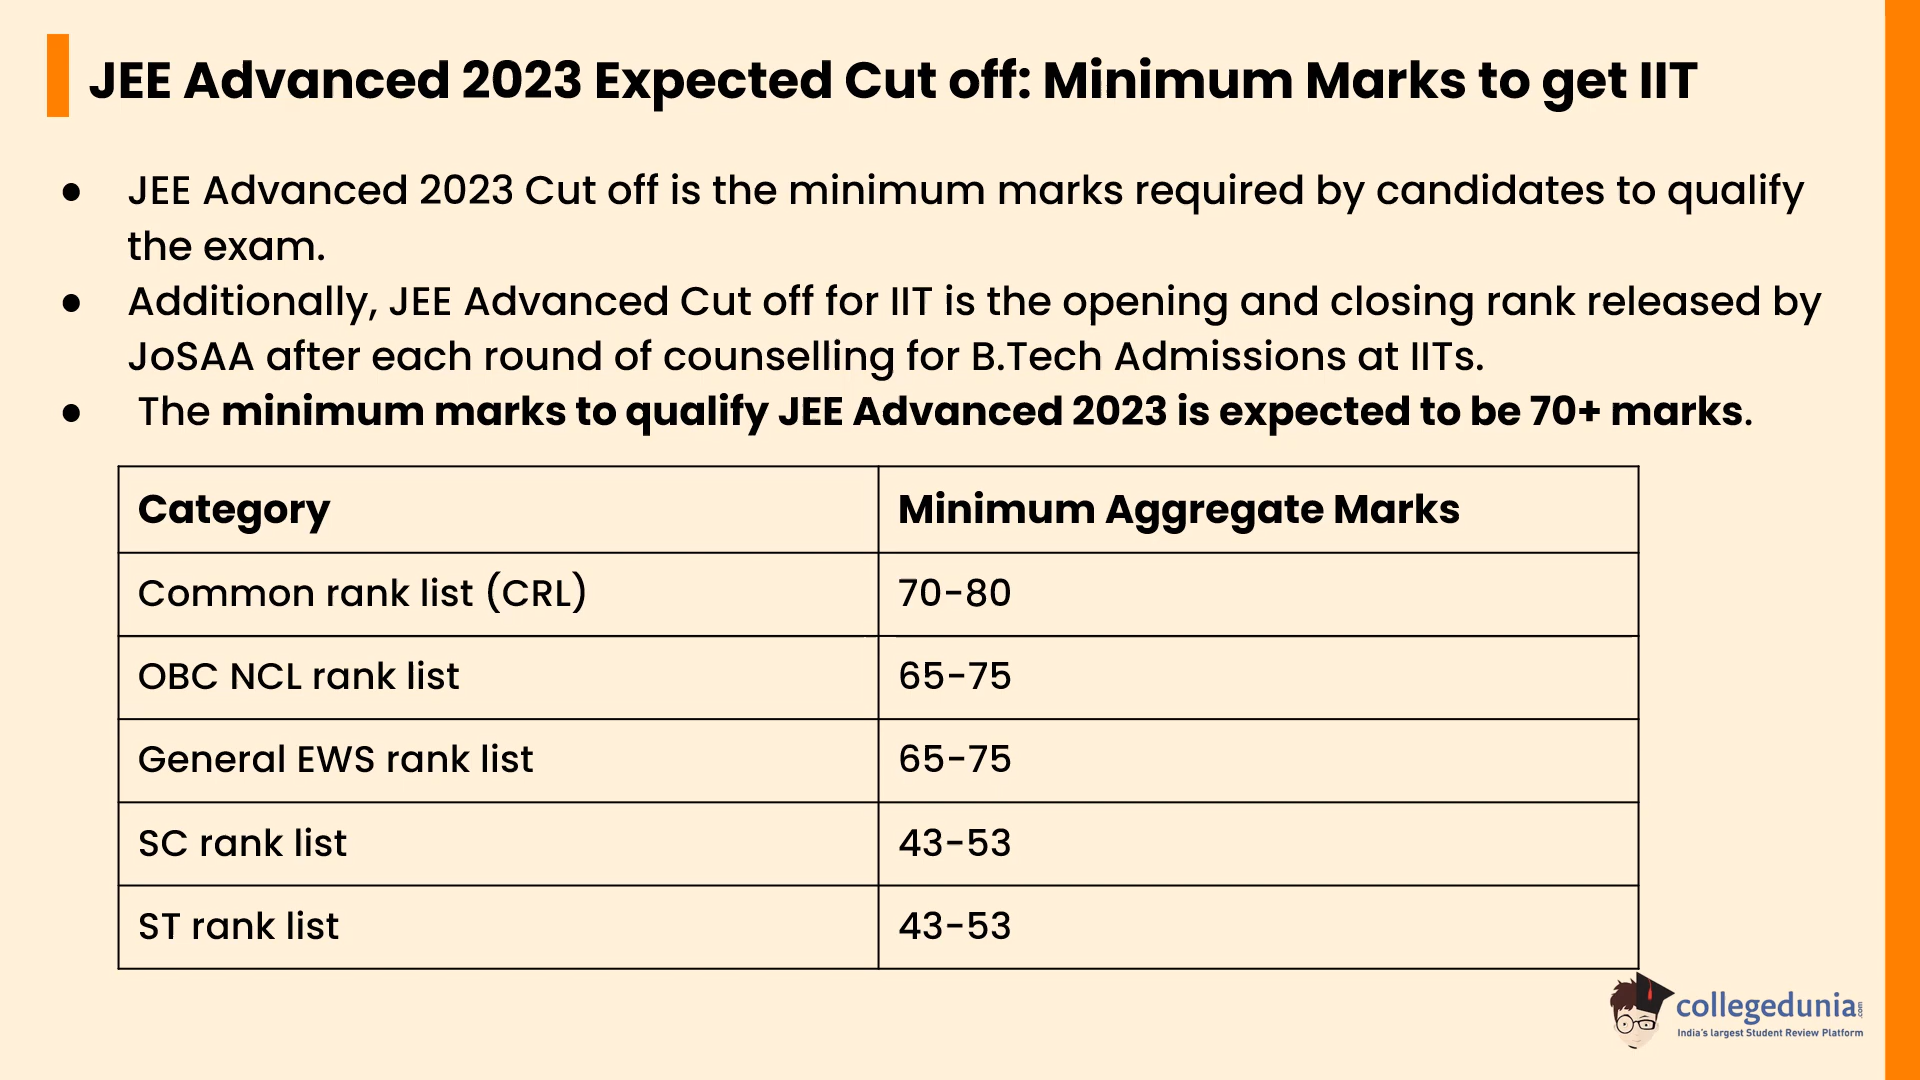 JEE Advanced 2023 Expected Cut off: Minimum Marks to get IIT
● JEE Advanced 2023 Cut off is the minimum marks required by candidates to qualify
the exam.
● Additionally, JEE Advanced Cut off for IIT is the opening and closing rank released by
JoSAA after each round of counselling for B.Tech Admissions at IITs.
● The minimum marks to qualify JEE Advanced 2023 is expected to be 70+ marks.
Category Minimum Aggregate Marks
Common rank list (CRL) 70-80
OBC NCL rank list 65-75
General EWS rank list 65-75
SC rank list 43-53
ST rank list 43-53
collegedunia.com
India's largest Student Review Platform